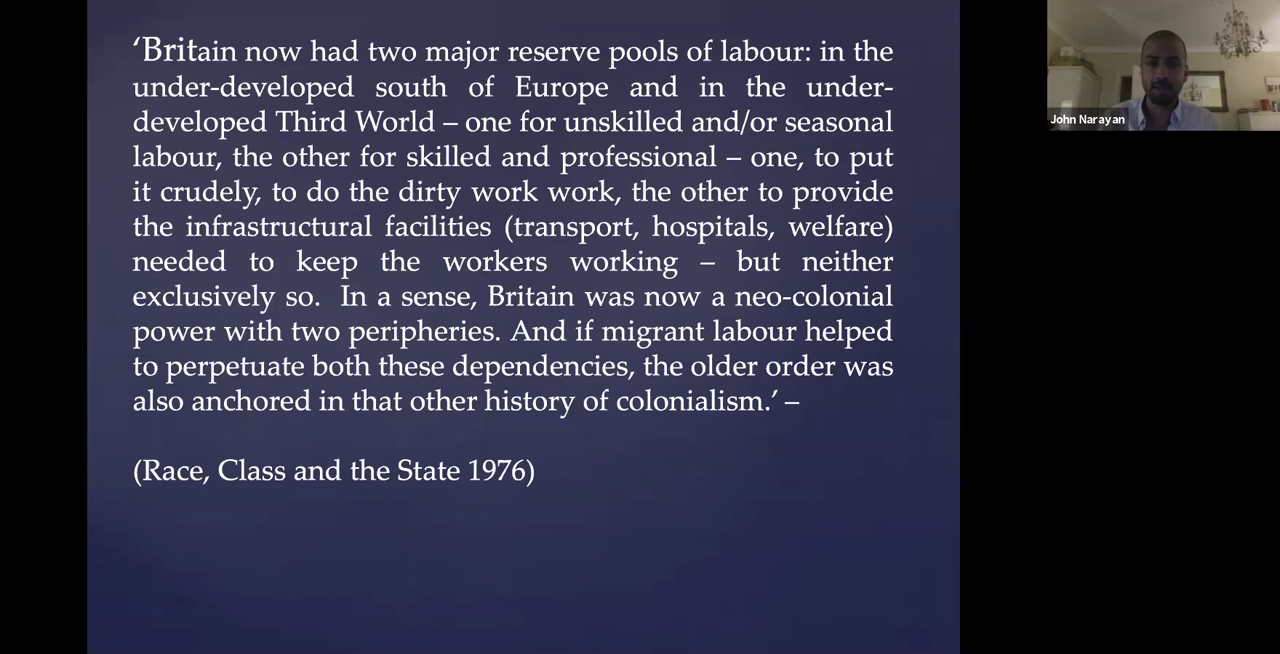 ‘Britain now had two major reserve pools of labour: in the
under-developed south of Europe and in the under-
developed Third World – one for unskilled and/or seasonal
labour, the other for skilled and professional – one, to put
it crudely, to do the dirty work work, the other to provide
the infrastructural facilities (transport, hospitals, welfare)
needed to keep the workers working – but neither
exclusively so.  In a sense, Britain was now a neo-colonial
power with two peripheries. And if migrant labour helped
to perpetuate both these dependencies, the older order was
also anchored in that other history of colonialism.’ –
(Race, Class and the State 1976)
John Narayan